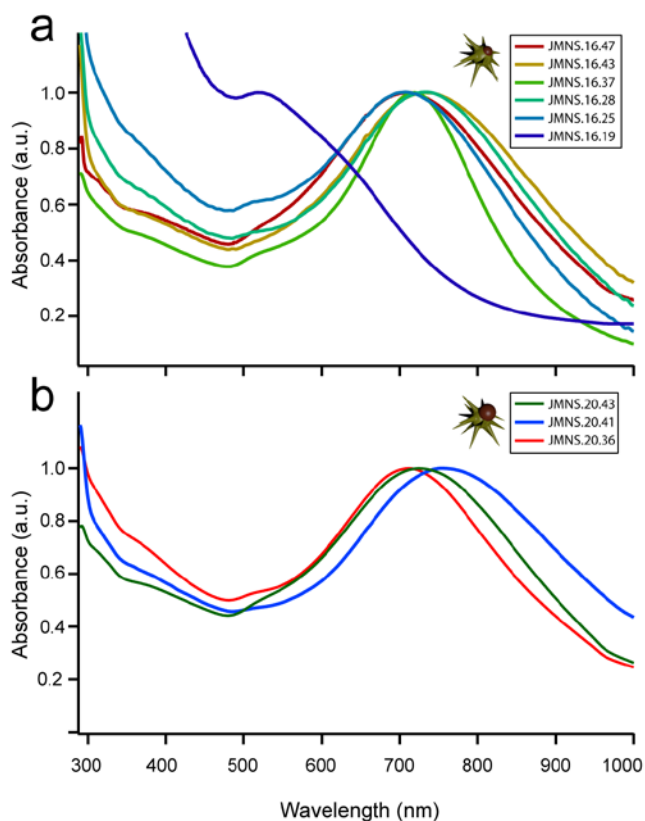 a
JMNS.16.47
JMNS.16.43
JMNS.16.37
JMNS.16.28
JMNS.16.25
JMNS.16.19
1.0
0.8
0.6
0.4
0.2
Absorbance (a.u.)
b
JMNS.20.43
JMNS.20.41
JMNS.20.36
1.0
0.8
0.6
0.4
0.2
Absorbance (a.u.)
300 400 500 600 700 800 900 1000
Wavelength (nm)